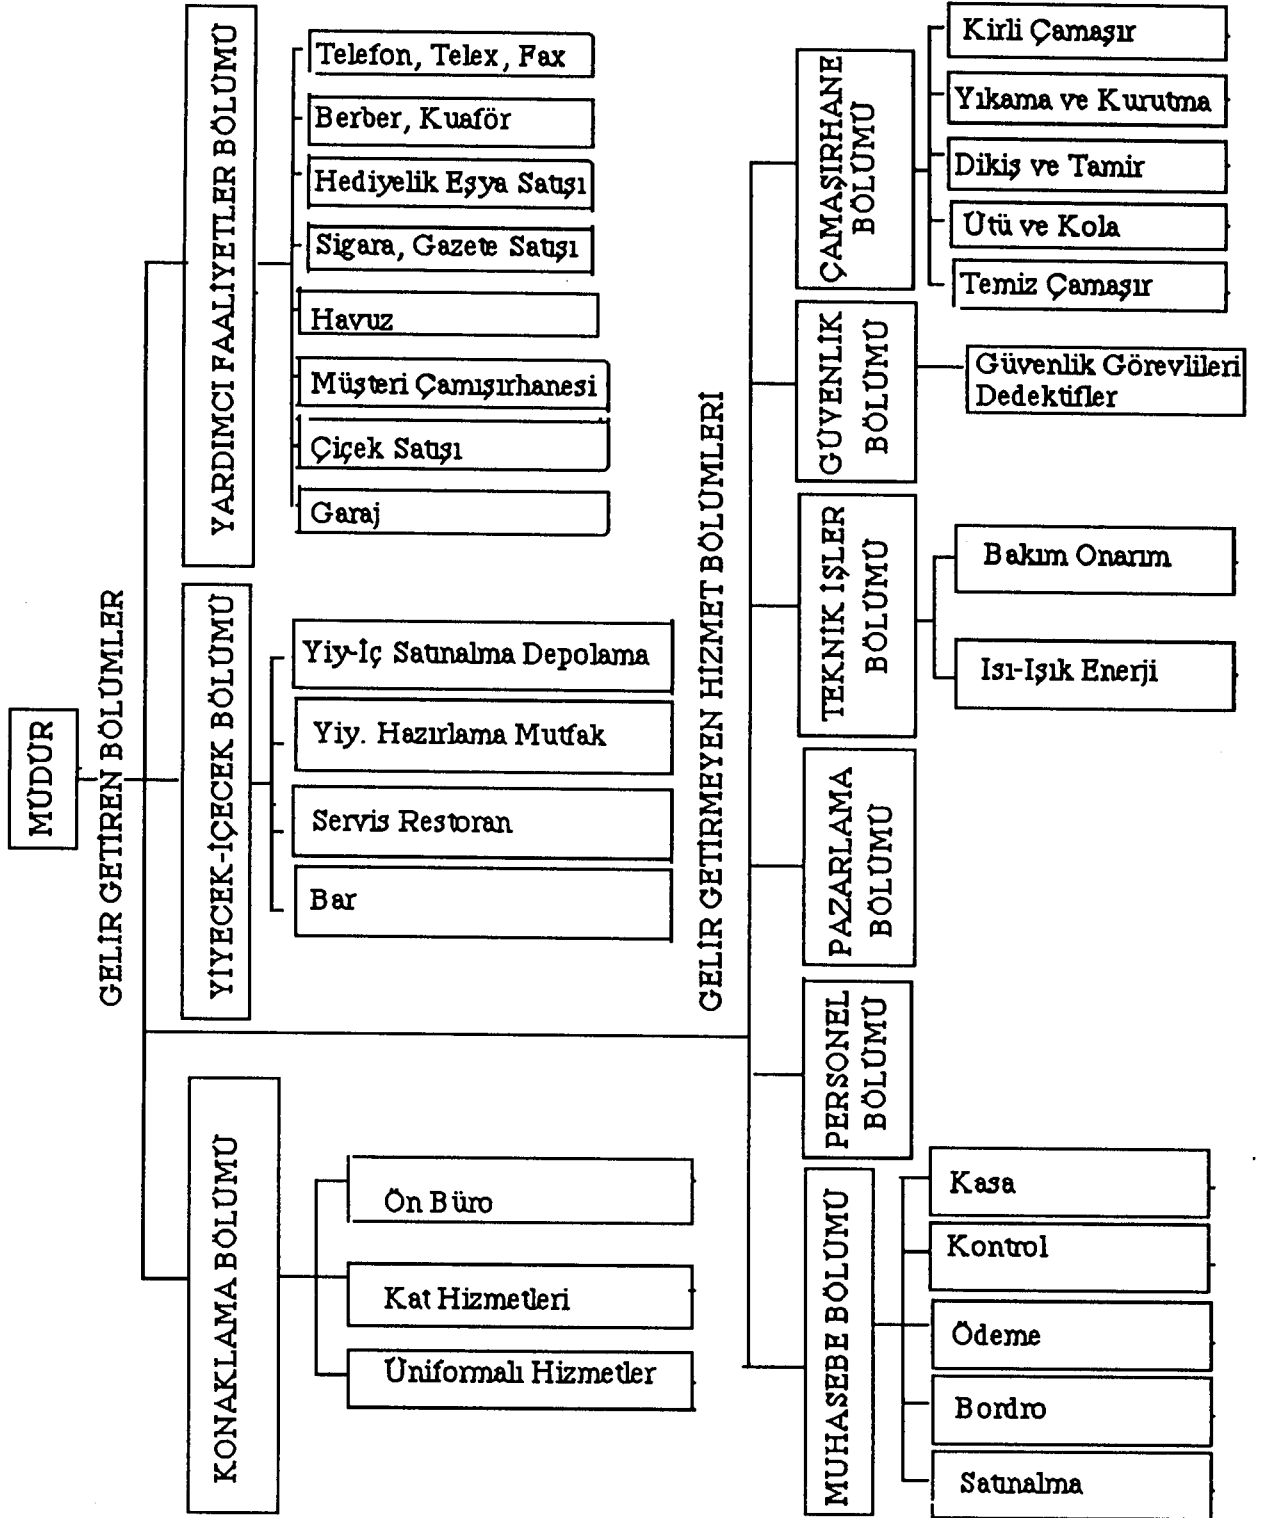 MÜDÜR
GELİR GETİREN BÖLÜMLER
KONAKLAMA BÖLÜMÜ
Ön Büro
Kat Hizmetleri
Üniformalı Hizmetler
YİYECEK-İÇECEK BÖLÜMÜ
Yiy-İç Satınalma Depolama
Yiy. Hazırlama Mutfak
Servis Restoran
Bar
YARDIMCI FAALİYETLER BÖLÜMÜ
Telefon, Telex, Fax
Berber, Kuaför
Hediyelik Eşya Satışı
Sigara, Gazete Satışı
Havuz
Müşteri Çamışırhanesi
Çiçek Satışı
Garaj
GELİR GETİRMEYEN HİZMET BÖLÜMLERİ
MUHASEBE BÖLÜMÜ
Kasa
Kontrol
Ödeme
Bordro
Satınalma
PERSONEL
BÖLÜMÜ
PAZARLAMA
BÖLÜMÜ
TEKNİK İŞLER
BÖLÜMÜ
Bakım Onarım
Isı-Işık Enerji
GÜVENLİK
BÖLÜMÜ
Güvenlik Görevlileri
Dedektifler
ÇAMAŞIRHANE
BÖLÜMÜ
Kirli Çamaşır
Yıkama ve Kurutma
Dikiş ve Tamir
Ütü ve Kola
Temiz Çamaşır